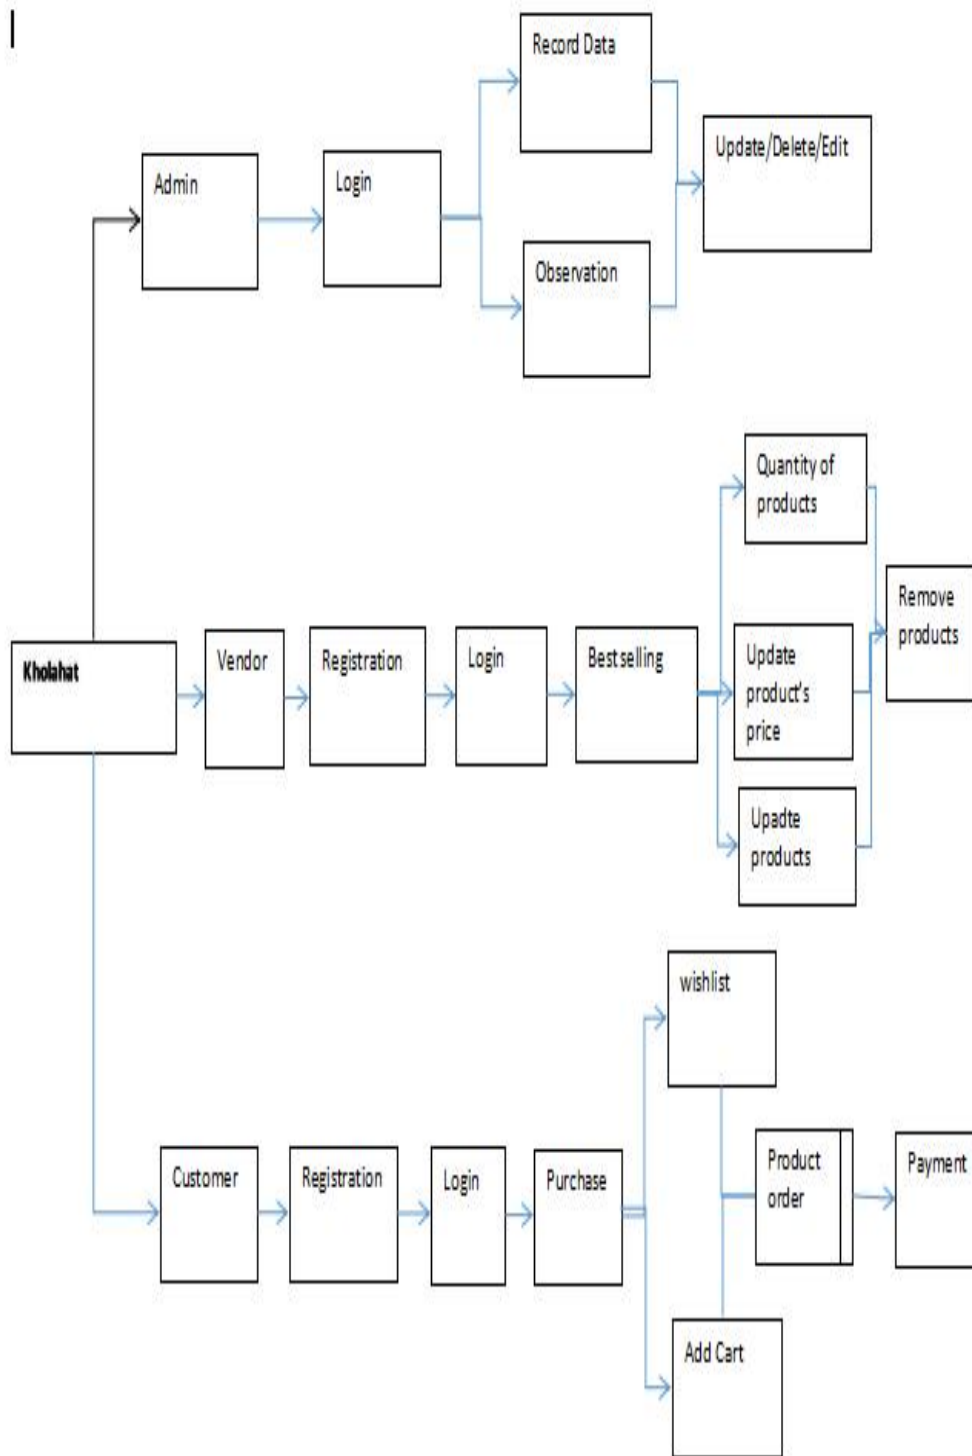 Record Data
Update/Delete/Edit
Admin
Login
Observation
Quantity of
products
Remove
products
Kholahat
Vendor
Registration
Login
Best selling
Update
product's
price
Upadte
products
wishlist
Customer
Registration
Login
Purchase
Product
order
Payment
Add Cart